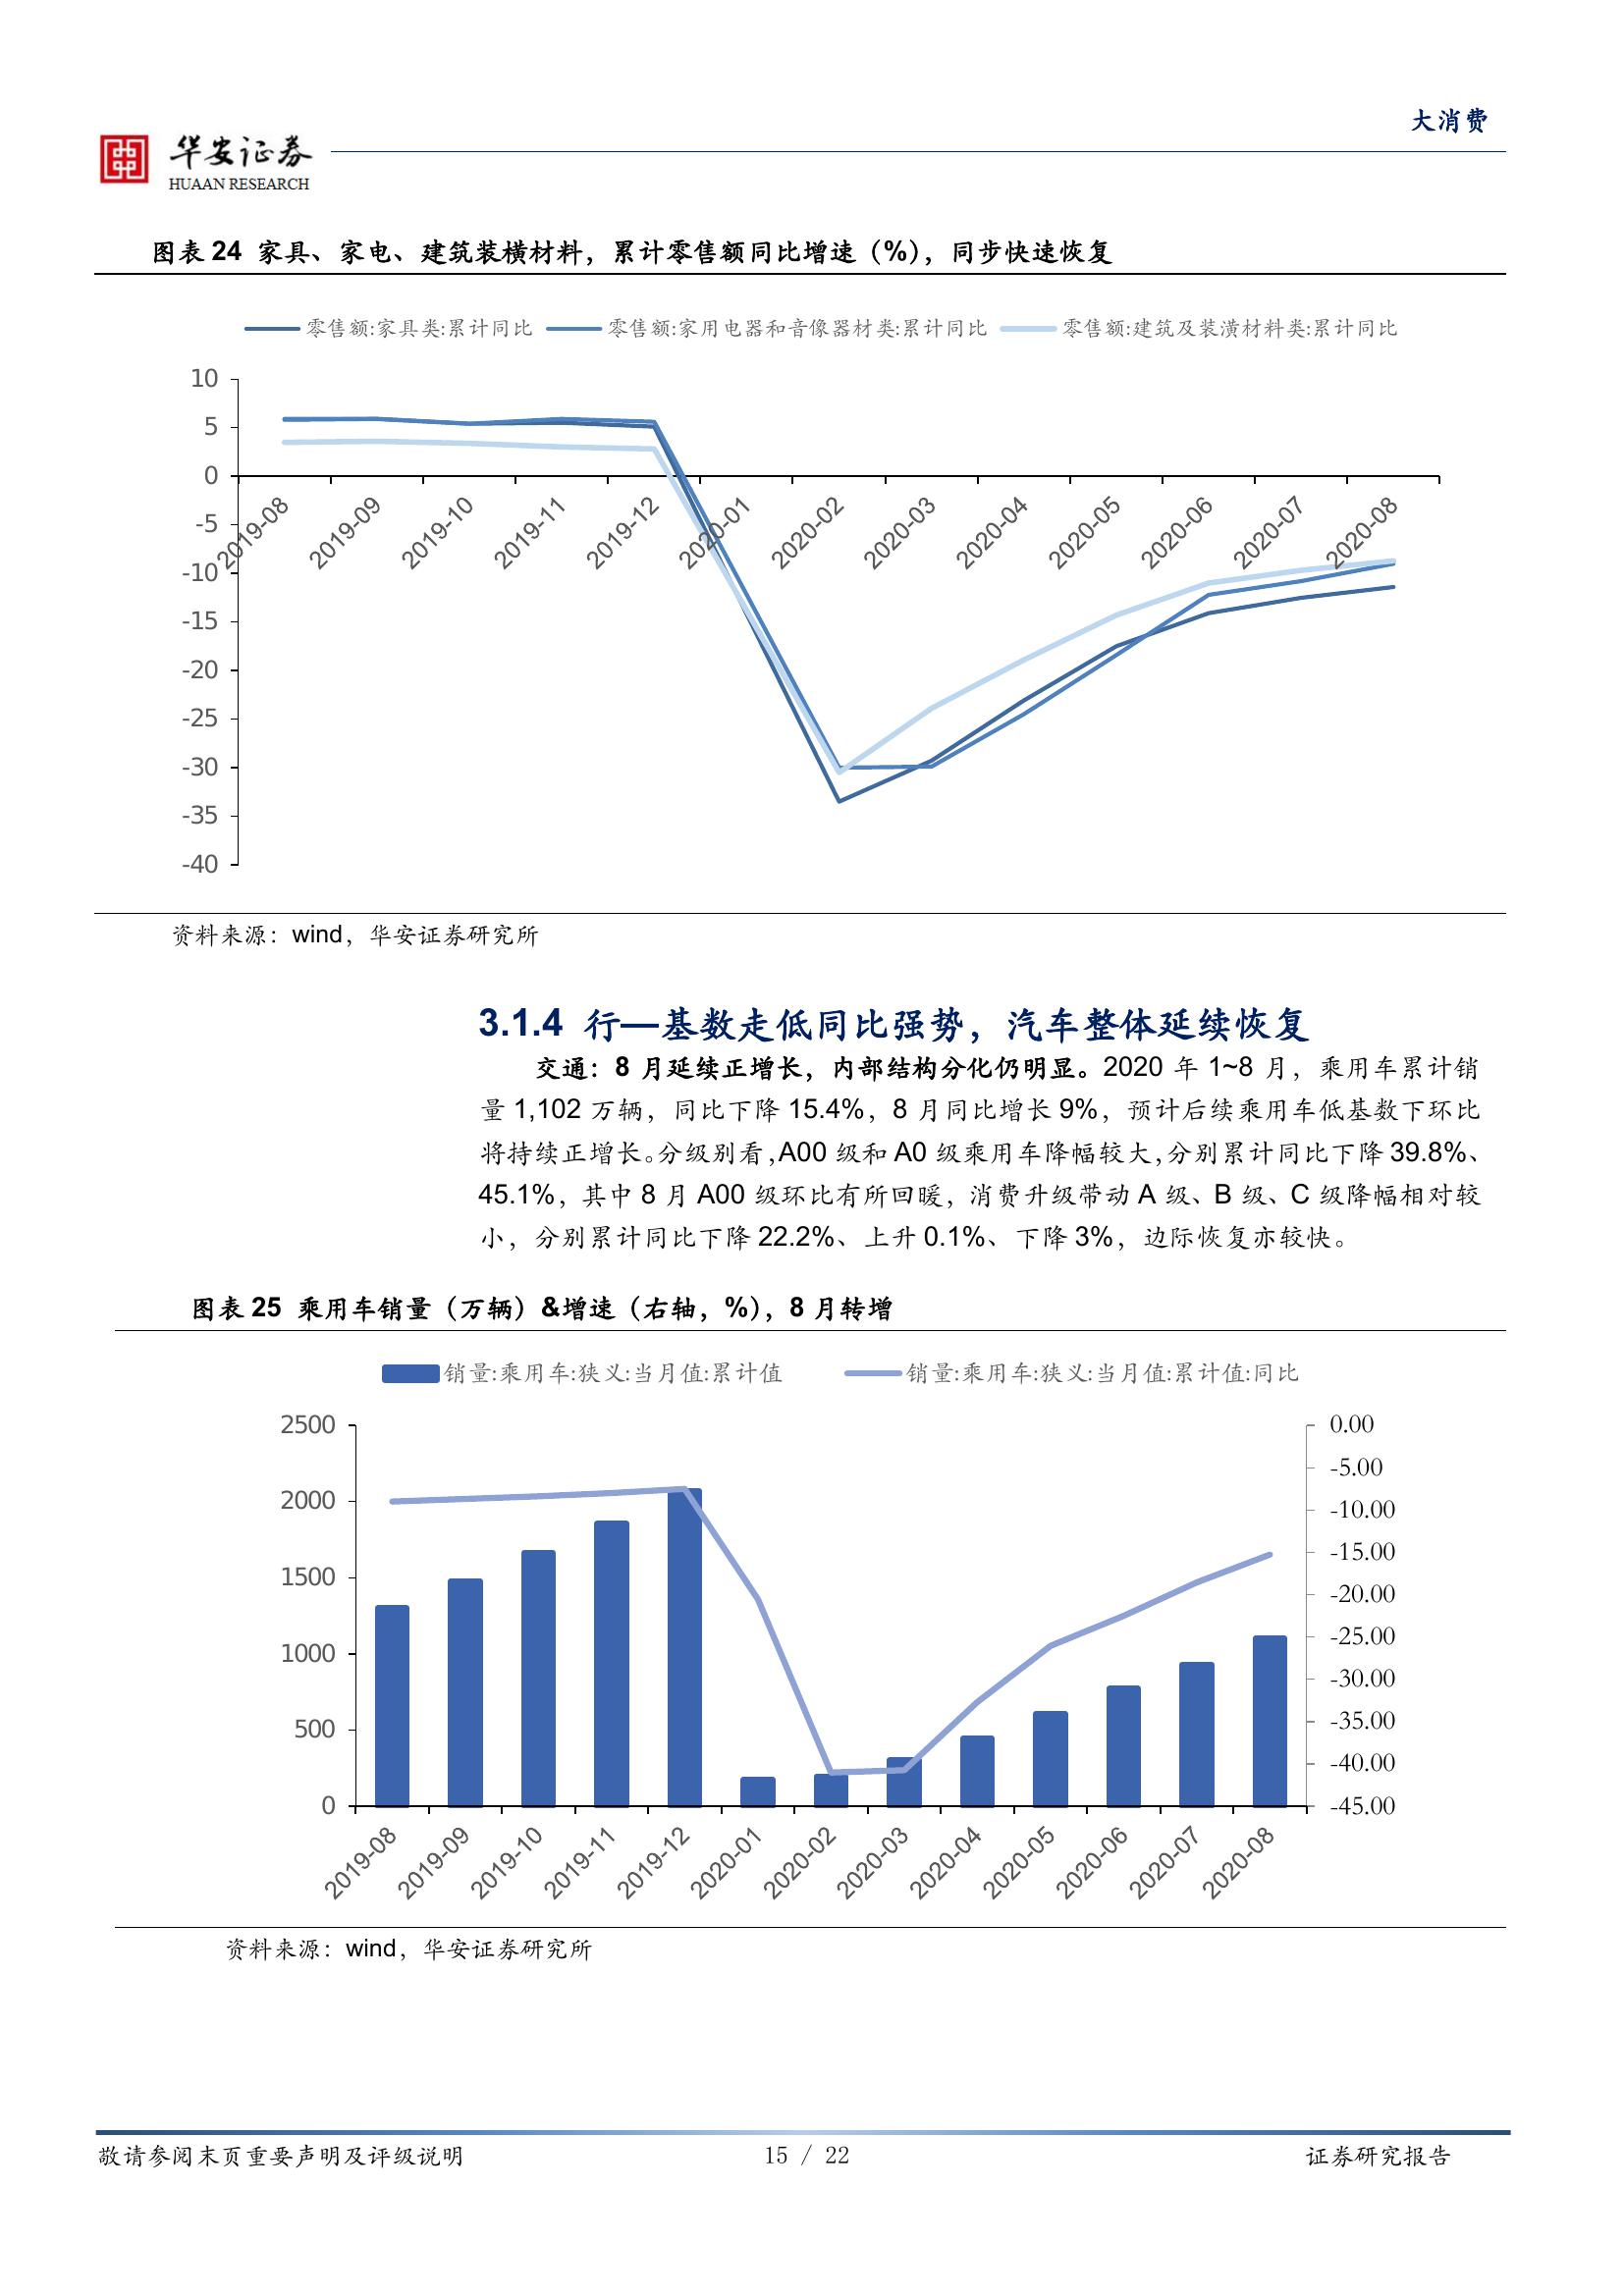 大消费
华安证券
HUAAN RESEARCH
图表 24 家具、家电、建筑装横材料，累计零售额同比增速（%），同步快速恢复
零售额:家具类:累计同比 零售额:家用电器和音像器材类:累计同比 零售额:建筑及装潢材料类:累计同比
10
5
0
-5
-10
-15
-20
-25
-30
-35
-40
2019-08 2019-09 2019-10 2019-11 2019-12 2020-01 2020-02 2020-03 2020-04 2020-05 2020-06 2020-07 2020-08
资料来源：wind，华安证券研究所
3.1.4 行—基数走低同比强势，汽车整体延续恢复
交通：8 月延续正增长，内部结构分化仍明显。2020 年 1~8 月，乘用车累计销
量 1,102 万辆，同比下降 15.4%，8 月同比增长 9%，预计后续乘用车低基数下环比
将持续正增长。分级别看，A00 级和 A0 级乘用车降幅较大，分别累计同比下降 39.8%、
45.1%，其中 8 月 A00 级环比有所回暖，消费升级带动 A 级、B 级、C 级降幅相对较
小，分别累计同比下降 22.2%、上升 0.1%、下降 3%，边际恢复亦较快。
图表 25 乘用车销量（万辆）&增速（右轴，%），8 月转增
销量:乘用车:狭义:当月值:累计值 销量:乘用车:狭义:当月值:累计值:同比
2500
2000
1500
1000
500
0
0.00
-5.00
-10.00
-15.00
-20.00
-25.00
-30.00
-35.00
-40.00
-45.00
2019-08 2019-09 2019-10 2019-11 2019-12 2020-01 2020-02 2020-03 2020-04 2020-05 2020-06 2020-07 2020-08
资料来源：wind，华安证券研究所
敬请参阅末页重要声明及评级说明 15 / 22 证券研究报告